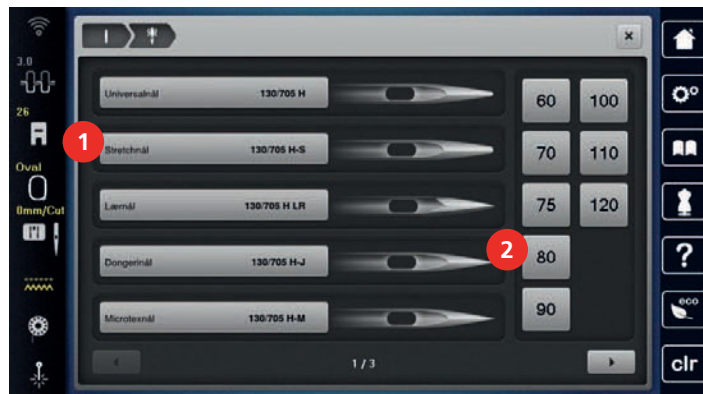 3.0
26
Oval
0mm/Cut
×
Universalnål 130/705 H
1
Stretchnål 130/705 H-S
Lærnål 130/705 H LR
Dongerinål 130/705 H-J
Microtexnål 130/705 H-M
60 100
70 110
75 120
2
80
90
1 / 3
?
eco
clr